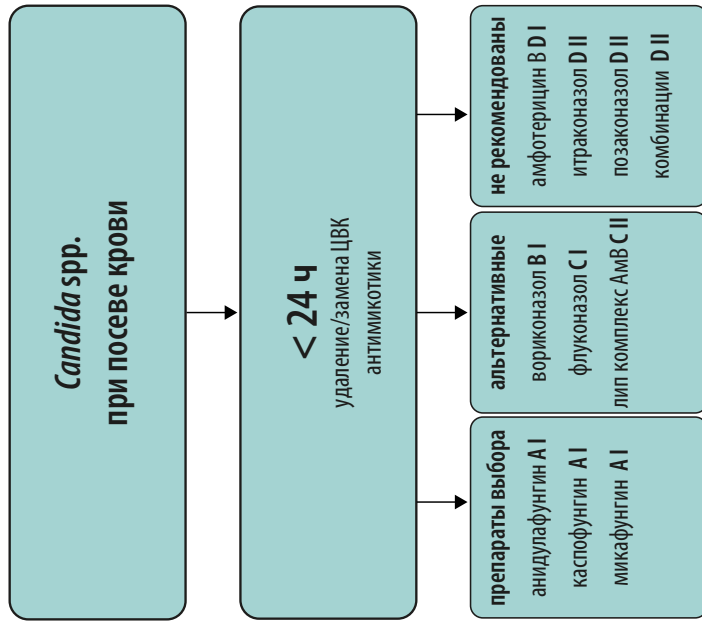 Candida spp.
при посеве крови
< 24 ч
удаление/замена ЦВК
антимикотики
препараты выбора
анидулафунгин A I
каспофунгин A I
микафунгин A I
альтернативные
вориконазол B I
флуконазол C I
лип комплекс АмВ C II
не рекомендованы
амфотерицин В D I
итраконазол D II
позаконазол D II
комбинации D II